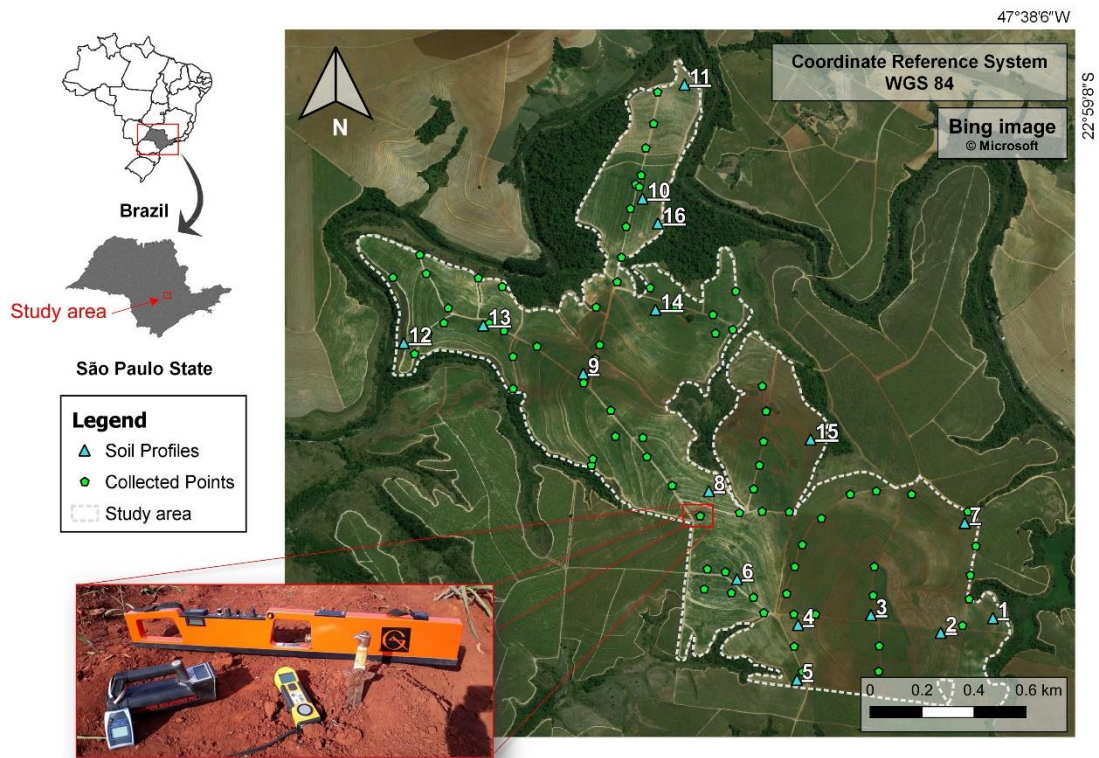 47°38'6"W
22°59'8"S
Coordinate Reference System
WGS 84
Bing image
© Microsoft
N
Brazil
Study area
São Paulo State
Legend
Soil Profiles
Collected Points
Study area
11
10
16
14
13
12
9
15
8
7
6
4
3
2
1
5
0 0.2 0.4 0.6 km